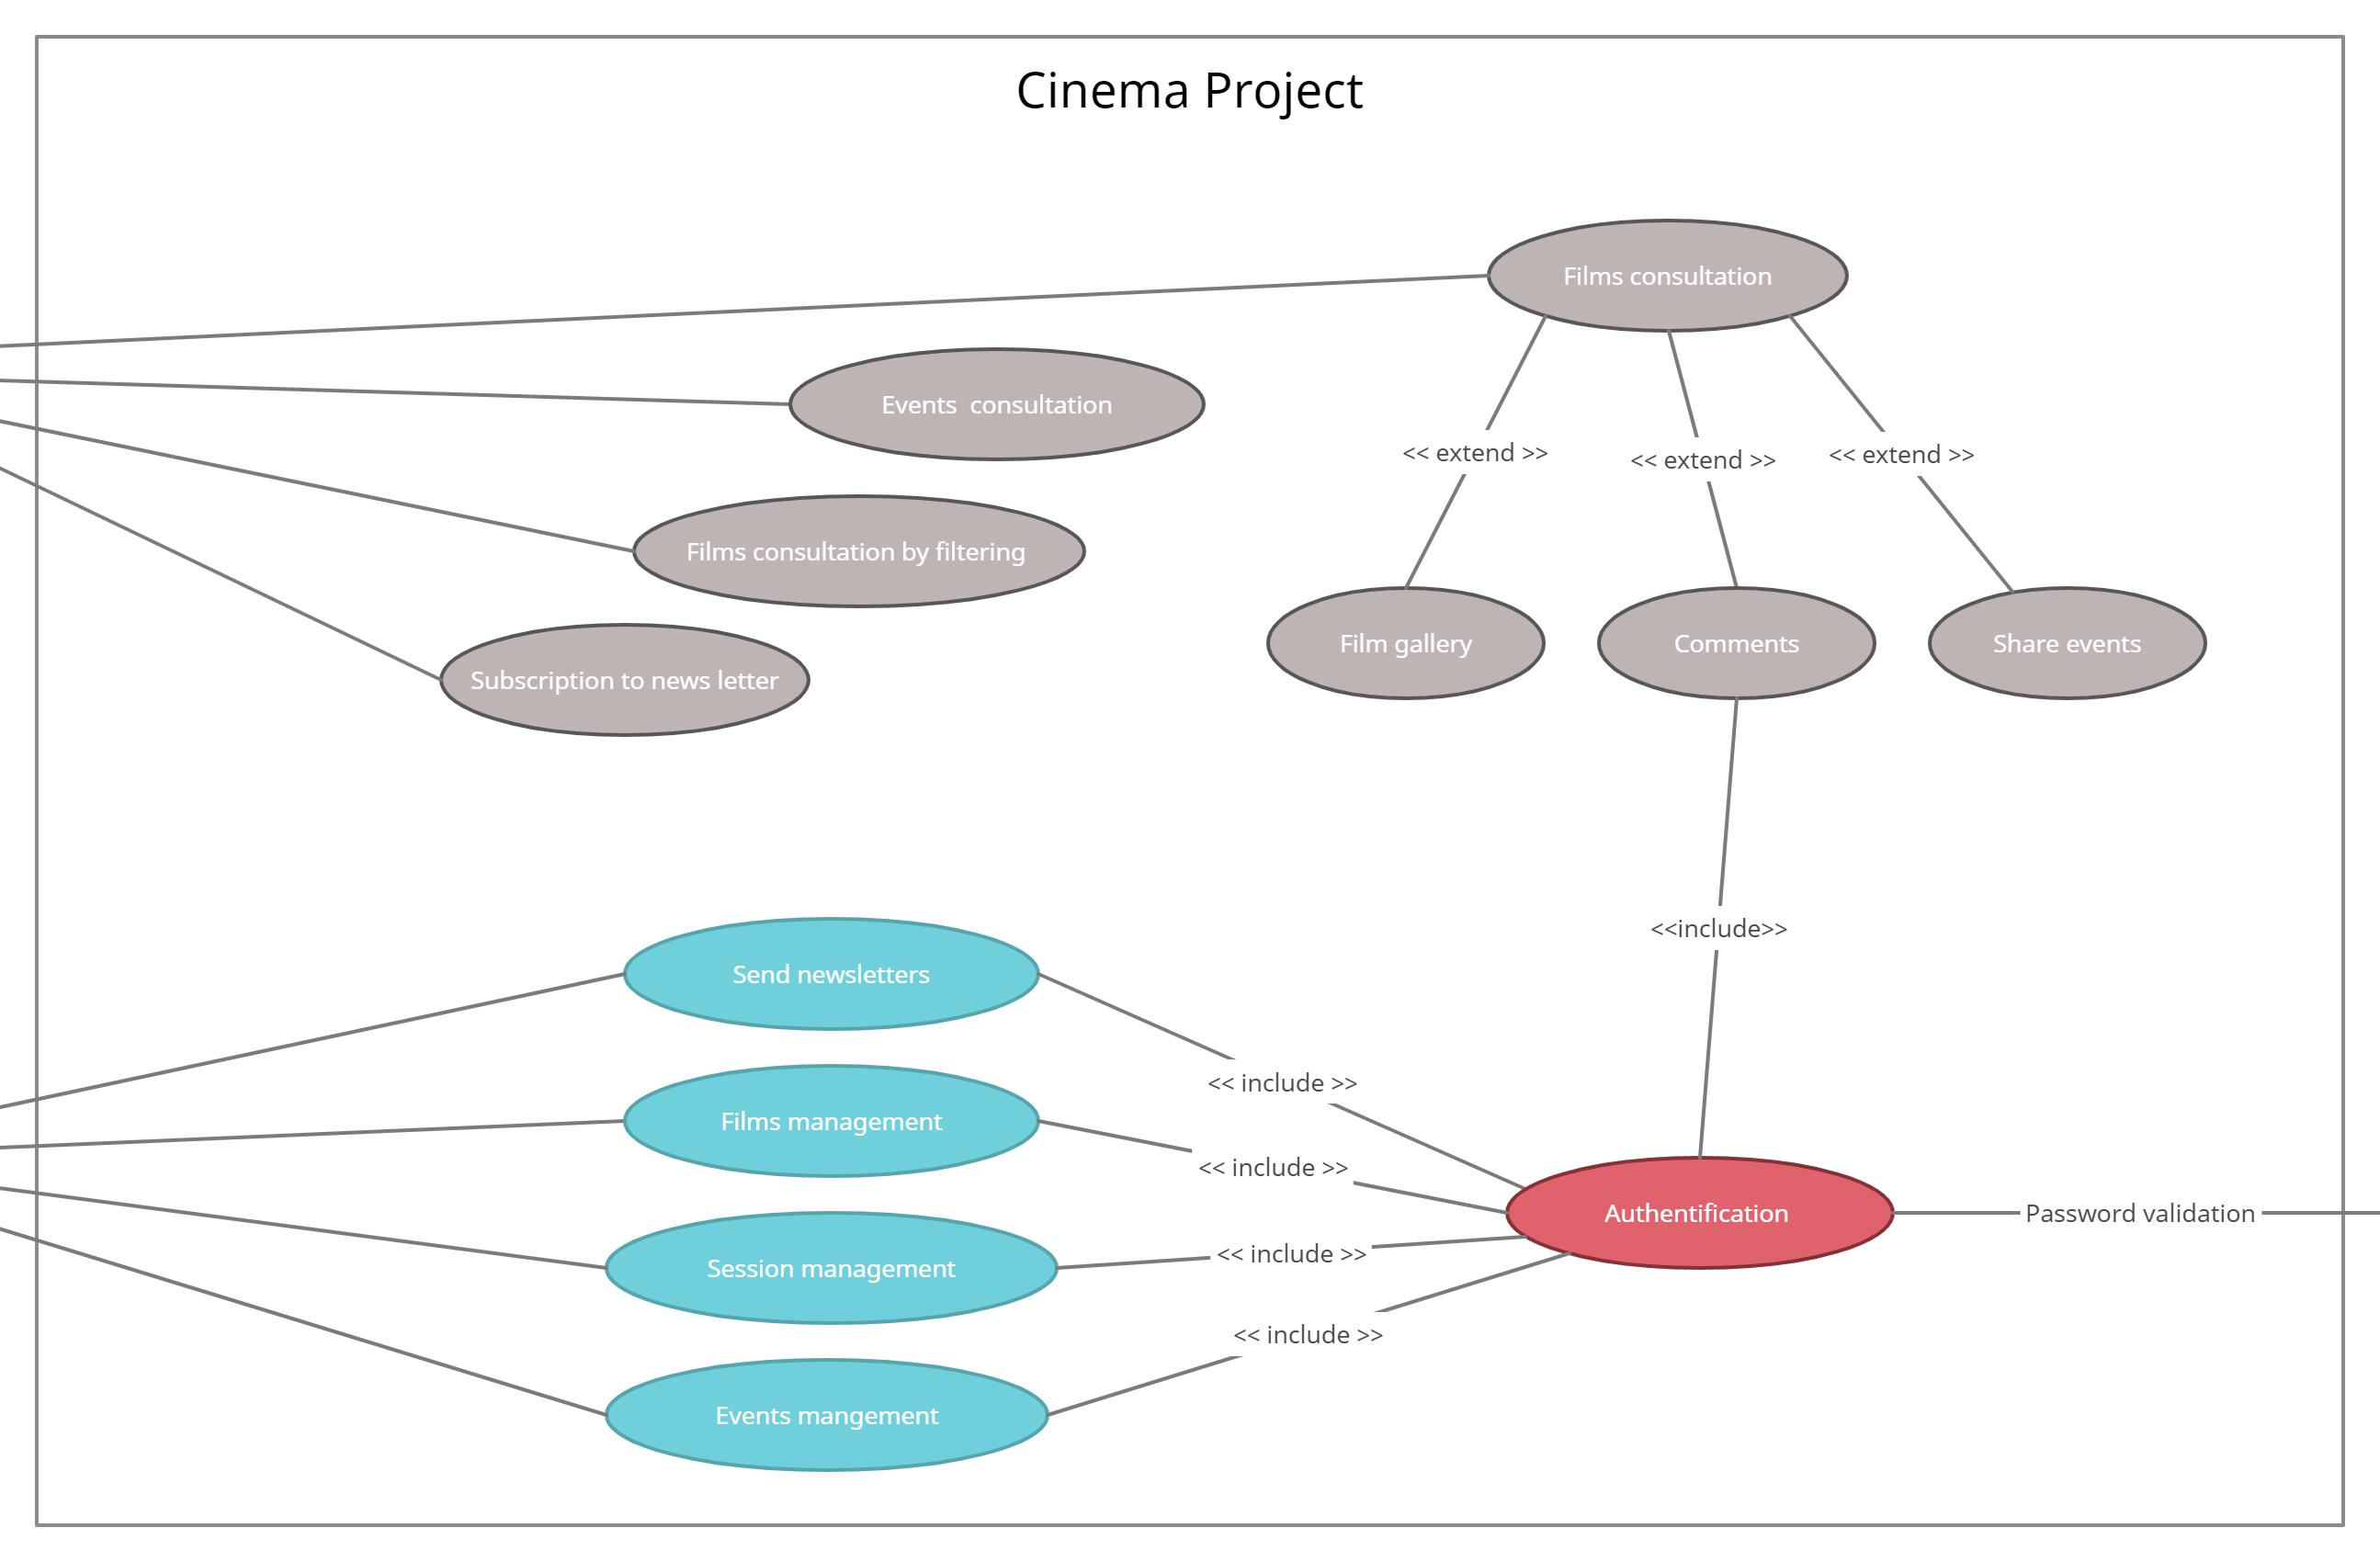 Cinema Project
Films consultation
Events  consultation
<< extend >>
<< extend >>
<< extend >>
Films consultation by filtering
Film gallery
Comments
Share events
Subscription to news letter
<<include>>
Send newsletters
<< include >>
Films management
<< include >>
Authentification
Password validation
Session management
<< include >>
<< include >>
Events mangement